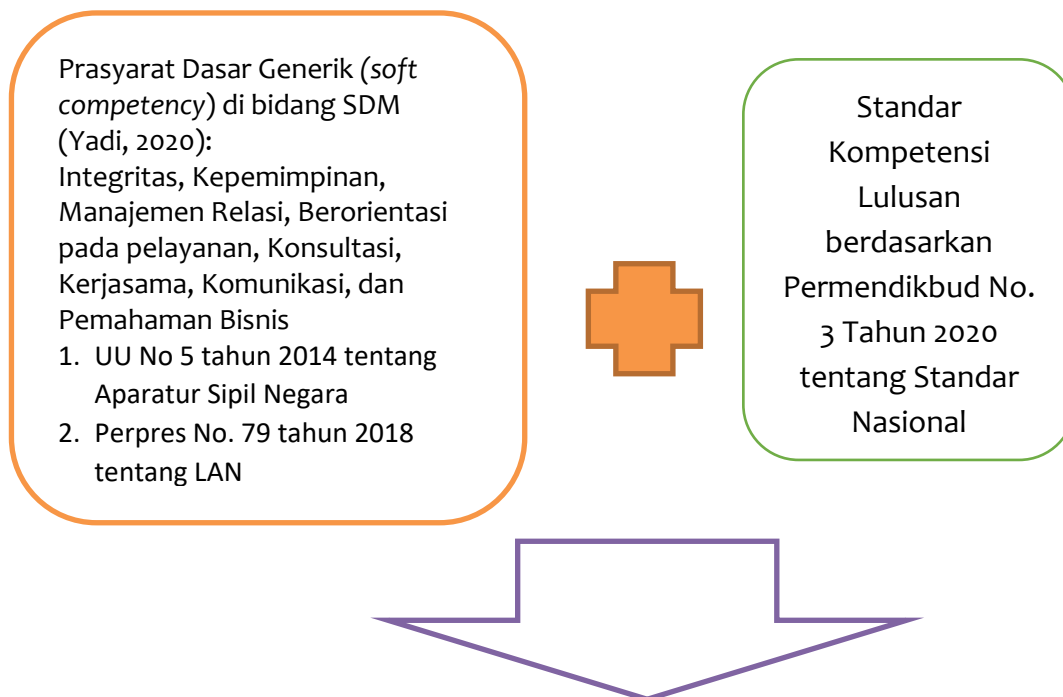 Prasyarat Dasar Generik (soft
competency) di bidang SDM
(Yadi, 2020):
Integritas, Kepemimpinan,
Manajemen Relasi, Berorientasi
pada pelayanan, Konsultasi,
Kerjasama, Komunikasi, dan
Pemahaman Bisnis
1. UU No 5 tahun 2014 tentang
Aparatur Sipil Negara
2. Perpres No. 79 tahun 2018
tentang LAN
Standar
Kompetensi
Lulusan
berdasarkan
Permendikbud No.
3 Tahun 2020
tentang Standar
Nasional